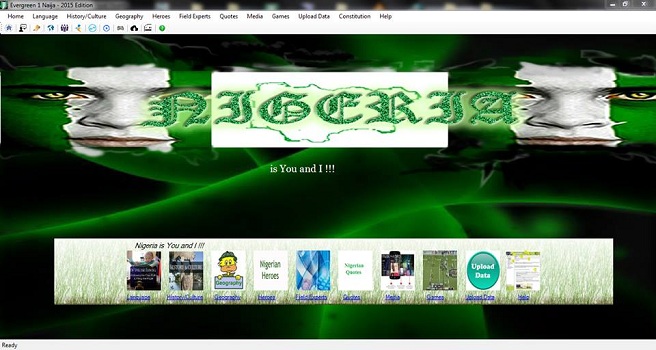 Evergreen 1 Naija - 2015 Edition
Home Language History/Culture Geography Heroes Field Experts Quotes Media Games Upload Data Constitution Help
NIGERIA
is You and I !!!
Nigeria is You and I !!!
Geography
Nigerian
Heroes
Nigerian
Quotes
Upload
Data
Language History/Culture Geography Heroes Field Experts Quotes Media Games Upload Data Help
Ready